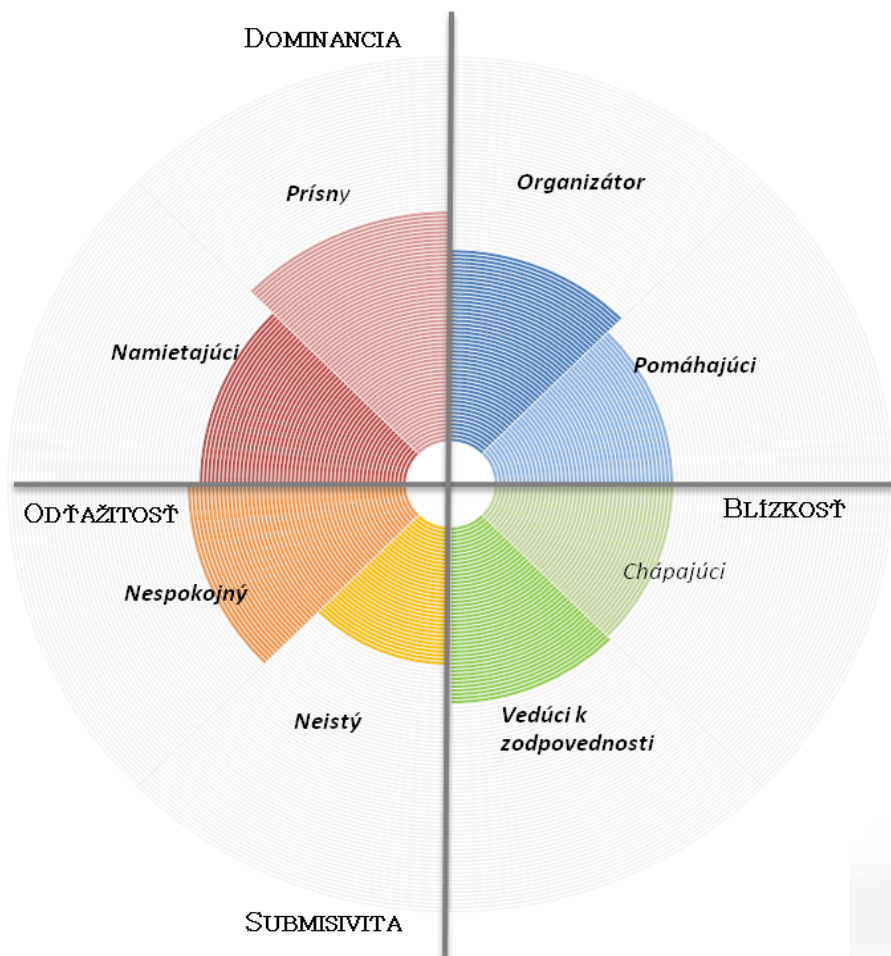 DOMINANCIA
Organizátor
Prísny
Namietajúci
Pomáhajúci
ODŤAŽITOSŤ
BLÍZKOSŤ
Chápajúci
Nespokojný
Neistý
Vedúci k
zodpovednosti
SUBMISIVITA